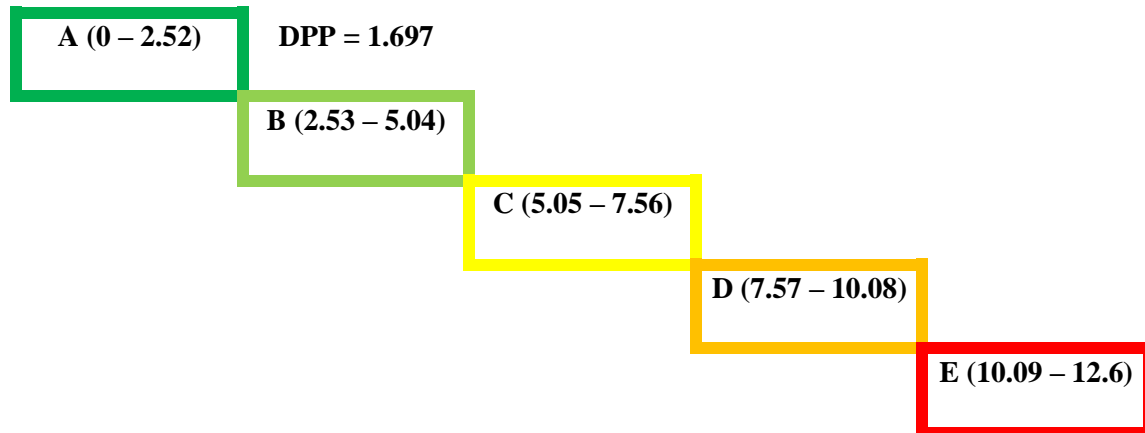 A (0 – 2.52) DPP = 1.697
B (2.53 – 5.04)
C (5.05 – 7.56)
D (7.57 – 10.08)
E (10.09 – 12.6)